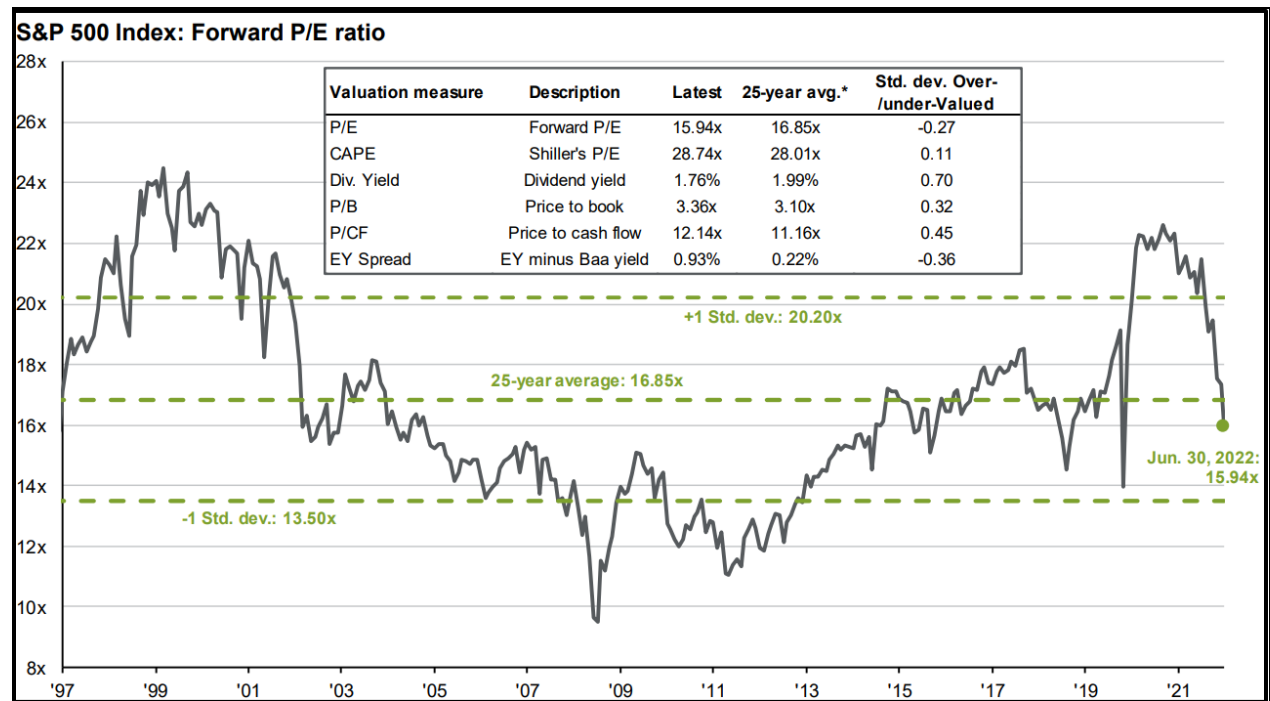 S&P 500 Index: Forward P/E ratio
28x
26x
24x
22x
20x
18x
16x
14x
12x
10x
8x
Valuation measure Description Latest 25-year avg.* Std. dev. Over-
/under-Valued
P/E Forward P/E 15.94x 16.85x -0.27
CAPE Shiller's P/E 28.74x 28.01x 0.11
Div. Yield Dividend yield 1.76% 1.99% 0.70
P/B Price to book 3.36x 3.10x 0.32
P/CF Price to cash flow 12.14x 11.16x 0.45
EY Spread EY minus Baa yield 0.93% 0.22% -0.36
+1 Std. dev.: 20.20x
25-year average: 16.85x
Jun. 30, 2022:
15.94x
-1 Std. dev.: 13.50x
'97 '99 '01 '03 '05 '07 '09 '11 '13 '15 '17 '19 '21